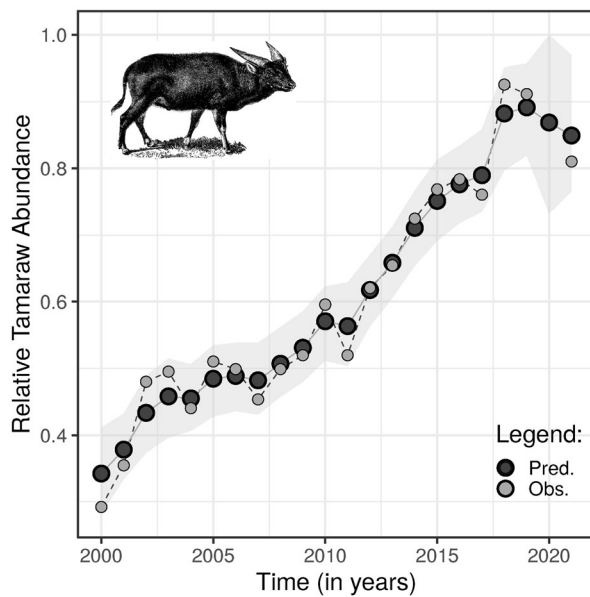 1.0
0.8
0.6
0.4
Relative Tamaraw Abundance
Legend:
Pred.
Obs.
2000 2005 2010 2015 2020
Time (in years)